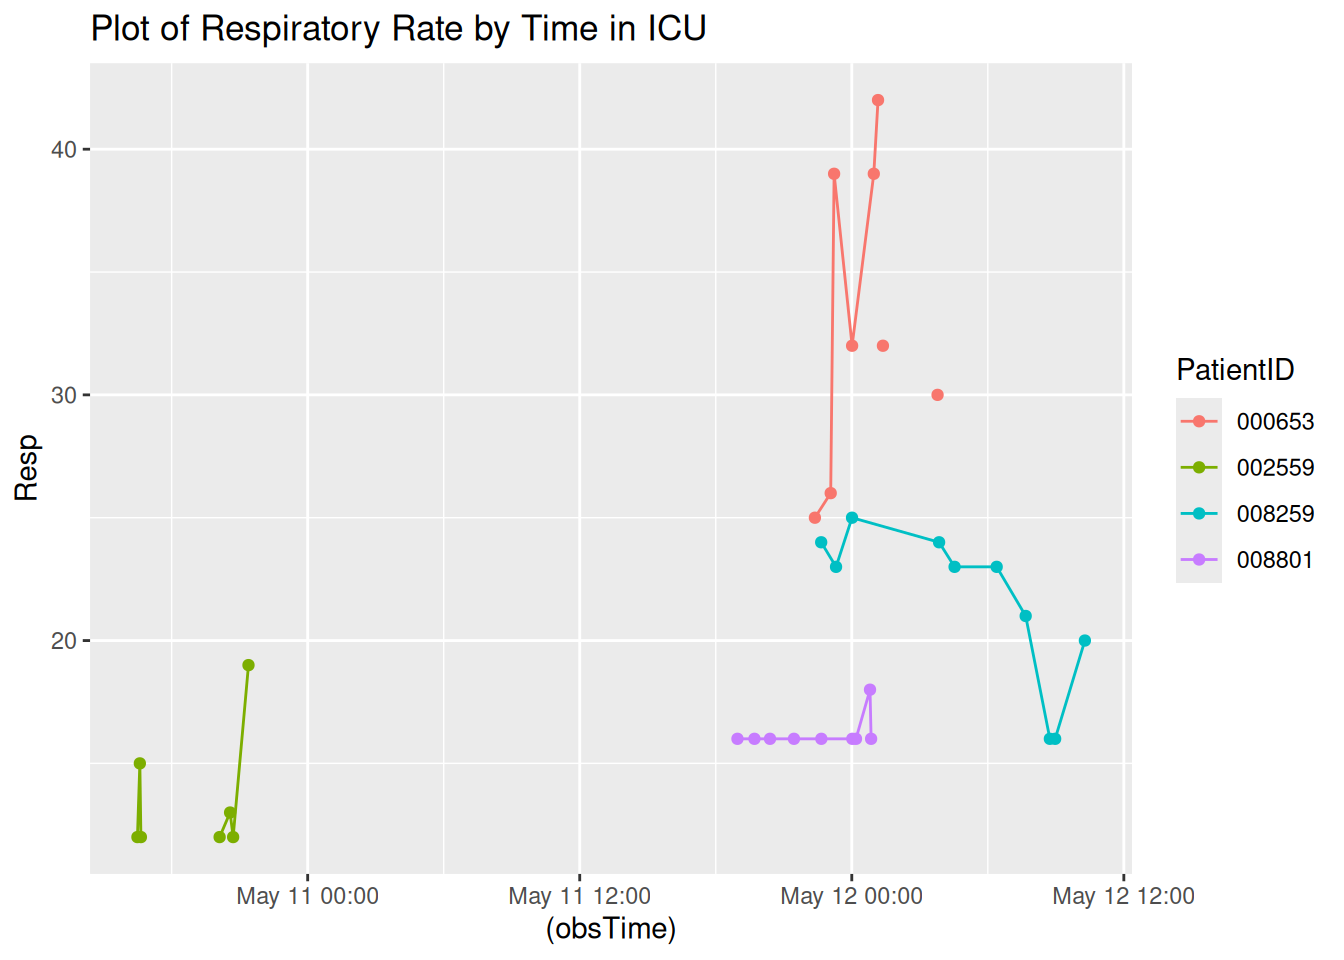 Plot of Respiratory Rate by Time in ICU
40
30
20
Resp
May 11 00:00
May 11 12:00
May 12 00:00
May 12 12:00
(obsTime)
PatientID
000653
002559
008259
008801